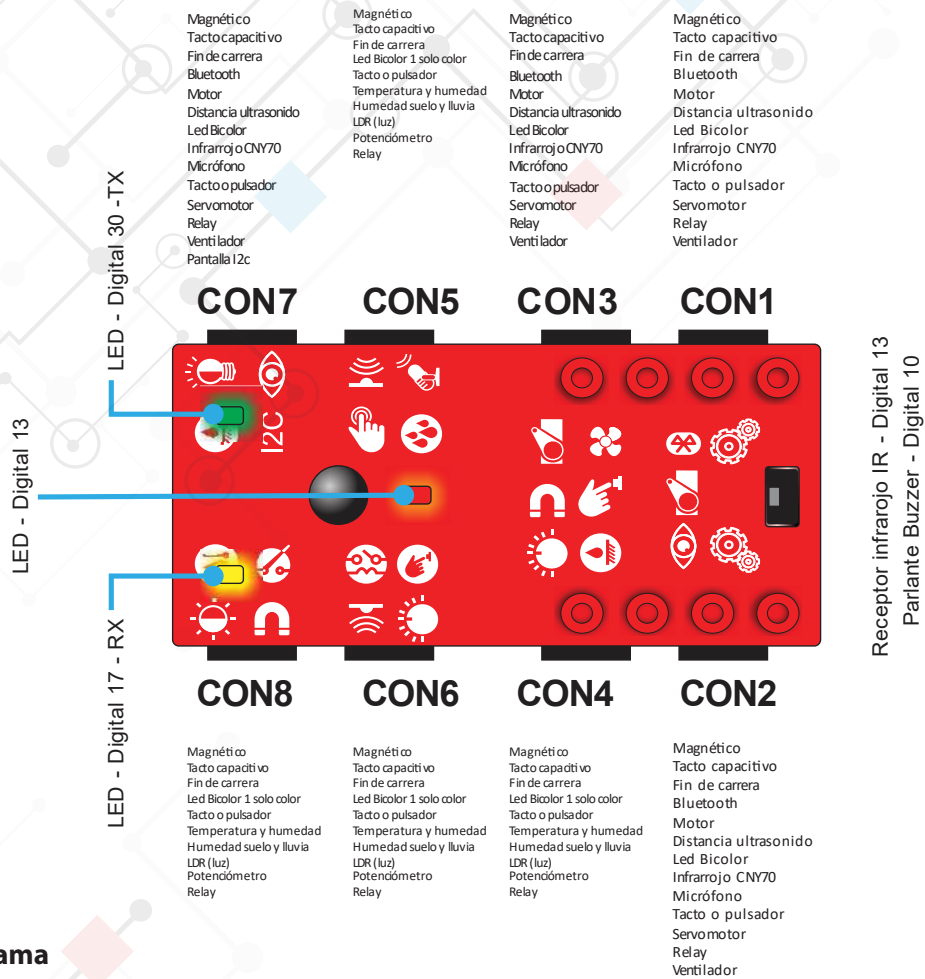 Magnético
Tacto capacitivo
Fin de carrera
Bluetooth
Motor
Distancia ultrasonido
Led Bicolor
Infrarrojo CNY70
Micrófono
Tacto o pulsador
Servomotor
Relay
Ventilador
Pantalla I2c
Magnético
Tacto capacitivo
Fin de carrera
Led Bicolor 1 solo color
Tacto o pulsador
Temperatura y humedad
Humedad suelo y lluvia
LDR (luz)
Potenciómetro
Relay
Magnético
Tacto capacitivo
Fin de carrera
Bluetooth
Motor
Distancia ultrasonido
Led Bicolor
Infrarrojo CNY70
Micrófono
Tacto o pulsador
Servomotor
Relay
Ventilador
Magnético
Tacto capacitivo
Fin de carrera
Bluetooth
Motor
Distancia ultrasonido
Led Bicolor
Infrarrojo CNY70
Micrófono
Tacto o pulsador
Servomotor
Relay
Ventilador
CON7
CON5
CON3
CON1
LED - Digital 30 -TX
LED - Digital 13
LED - Digital 17 - RX
I2C
Receptor infrarojo IR - Digital 13
Parlante Buzzer - Digital 10
CON8
CON6
CON4
CON2
Magnético
Tacto capacitivo
Fin de carrera
Led Bicolor 1 solo color
Tacto o pulsador
Temperatura y humedad
Humedad suelo y lluvia
LDR (luz)
Potenciómetro
Relay
Magnético
Tacto capacitivo
Fin de carrera
Led Bicolor 1 solo color
Tacto o pulsador
Temperatura y humedad
Humedad suelo y lluvia
LDR (luz)
Potenciómetro
Relay
Magnético
Tacto capacitivo
Fin de carrera
Led Bicolor 1 solo color
Tacto o pulsador
Temperatura y humedad
Humedad suelo y lluvia
LDR (luz)
Potenciómetro
Relay
Magnético
Tacto capacitivo
Fin de carrera
Bluetooth
Motor
Distancia ultrasonido
Led Bicolor
Infrarrojo CNY70
Micrófono
Tacto o pulsador
Servomotor
Relay
Ventilador
ama